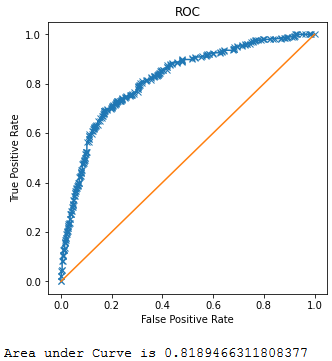 ROC
1.0
0.8
0.6
0.4
0.2
0.0
True Positive Rate
0.0 0.2 0.4 0.6 0.8 1.0
False Positive Rate
Area under Curve is 0.8189466311808377